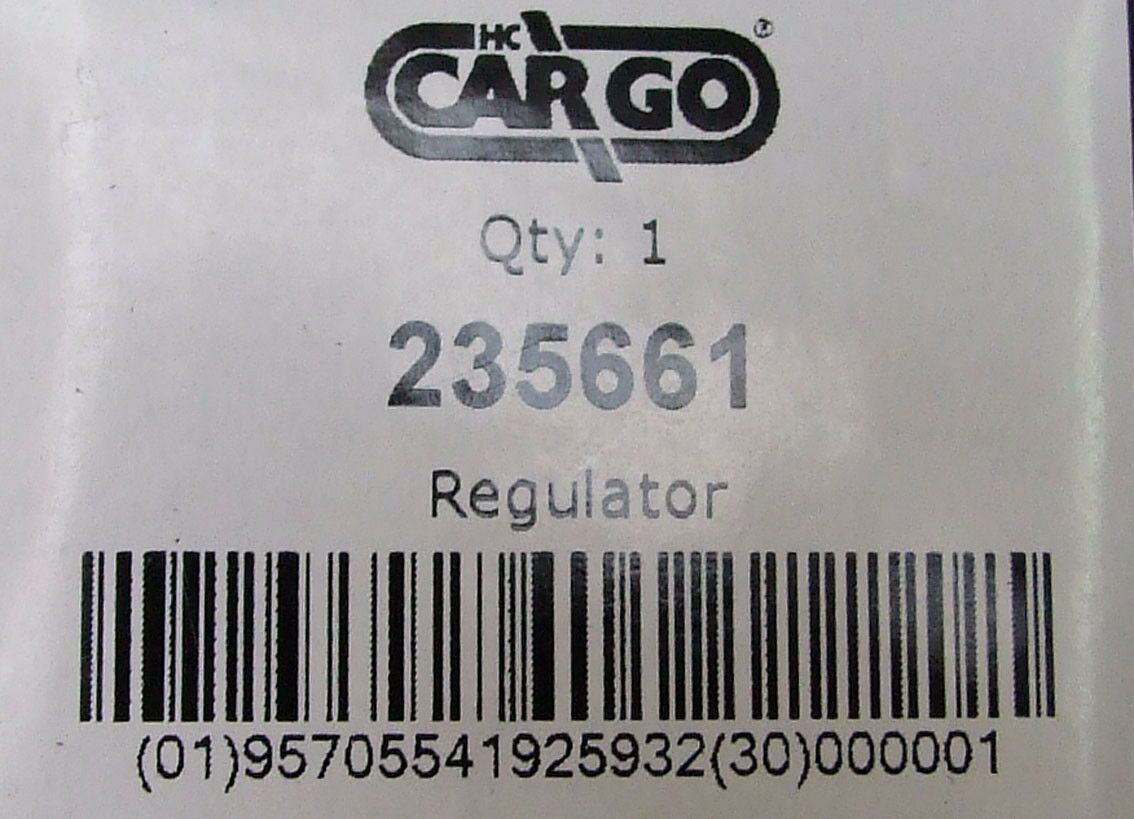 HC
CARGO
Qty: 1
235661
Regulator
(01)95705541925932(30)000001